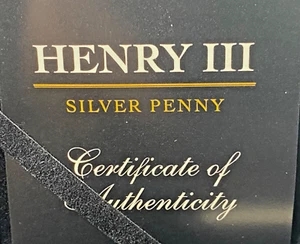 HENRY III
SILVER PENNY
Certificate of
Authenticity